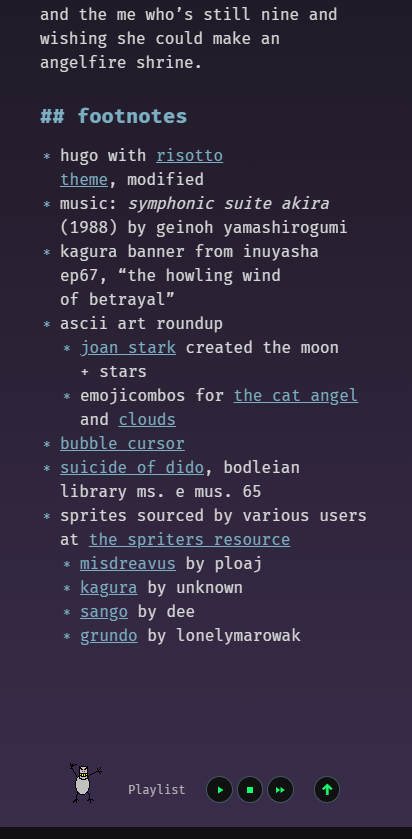 and the me who’s still nine and
wishing she could make an
angelfire shrine.
## footnotes
* hugo with risotto
theme, modified
* music: symphonic suite akira
(1988) by geinoh yamashirogumi
* kagura banner from inuyasha
ep67, “the howling wind
of betrayal”
* ascii art roundup
* joan stark created the moon
+ stars
* emojicombos for the cat angel
and clouds
* bubble cursor
* suicide of dido, bodleian
library ms. e mus. 65
* sprites sourced by various users
at the spriters resource
* misdreavus by ploaj
* kagura by unknown
* sango by dee
* grundo by lonelymarowak
Playlist